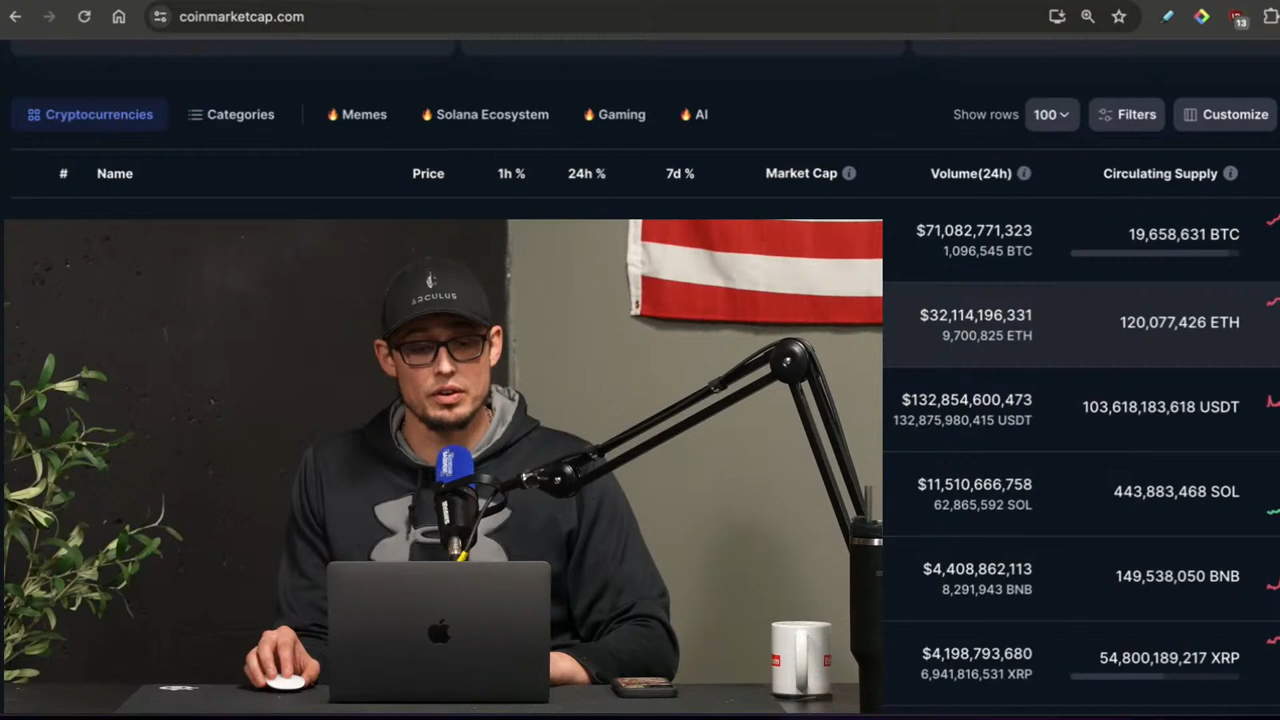 coinmarketcap.com
13
Cryptocurrencies
Categories
🔥 Memes
🔥 Solana Ecosystem
🔥 Gaming
🔥 AI
Show rows
100
Filters
Customize
# Name Price 1h % 24h % 7d % Market Cap Volume(24h) Circulating Supply
$71,082,771,323
1,096,545 BTC
19,658,631 BTC
$32,114,196,331
9,700,825 ETH
120,077,426 ETH
$132,854,600,473
132,875,980,415 USDT
103,618,183,618 USDT
$11,510,666,758
62,865,592 SOL
443,883,468 SOL
$4,408,862,113
8,291,943 BNB
149,538,050 BNB
$4,198,793,680
6,941,816,531 XRP
54,800,189,217 XRP
ARCULUS